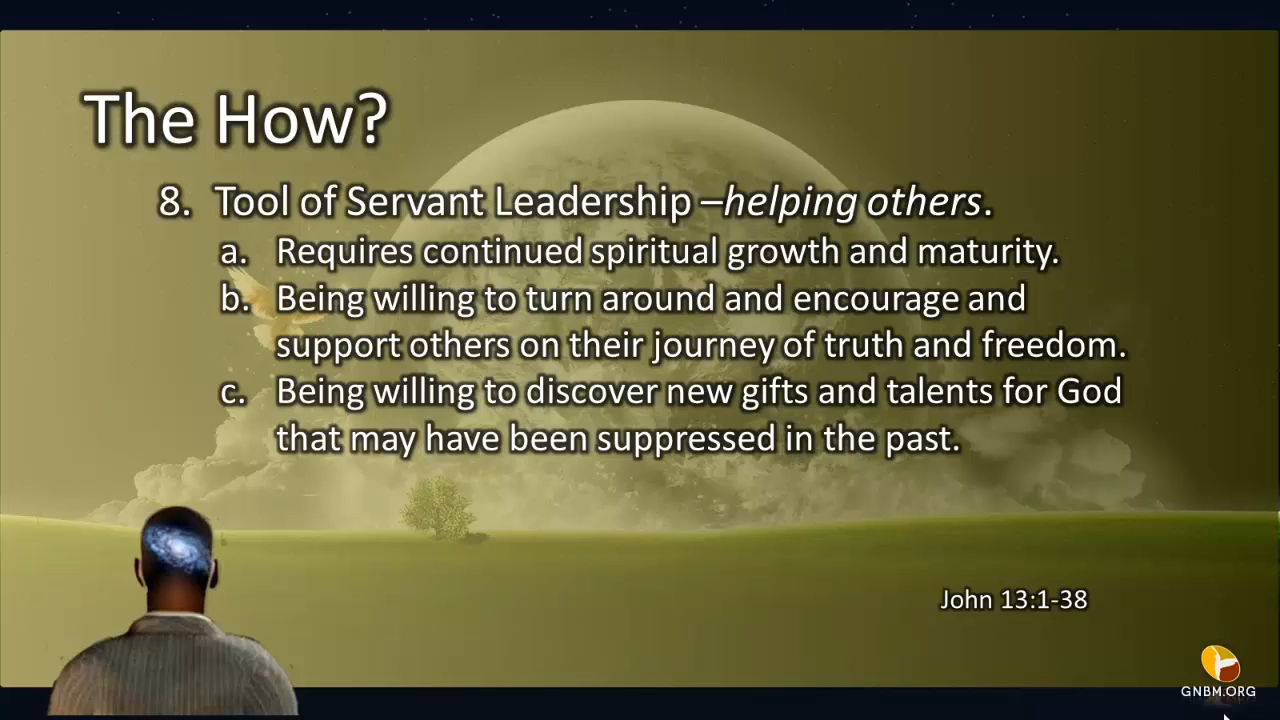 The How?
8. Tool of Servant Leadership –helping others.
a. Requires continued spiritual growth and maturity.
b. Being willing to turn around and encourage and
support others on their journey of truth and freedom.
c. Being willing to discover new gifts and talents for God
that may have been suppressed in the past.
John 13:1-38
GNBM.ORG